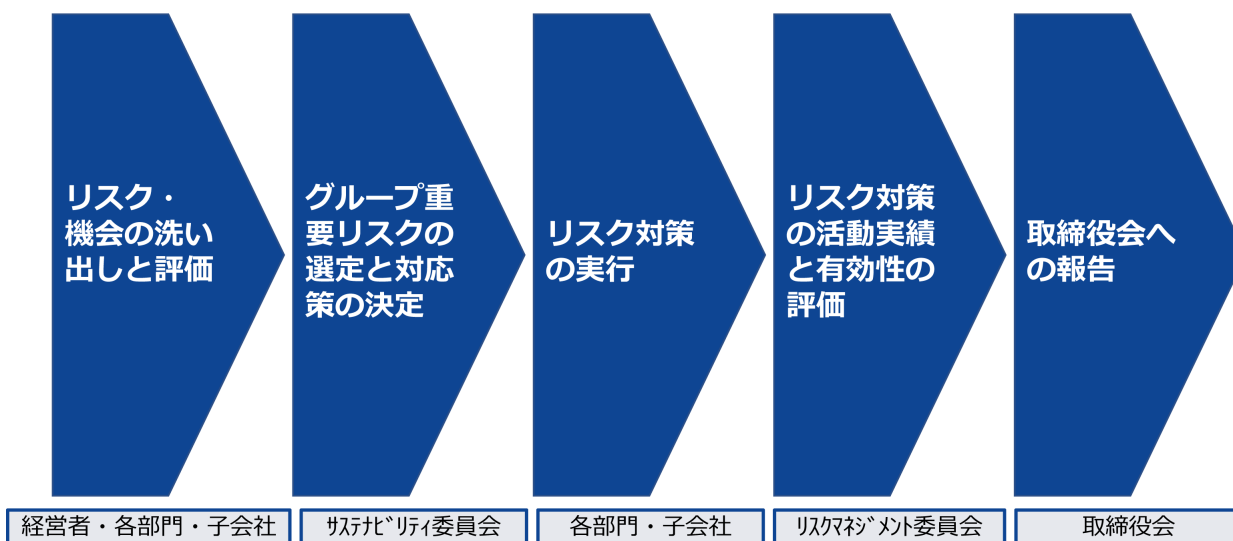 リスク・
機会の洗い
出しと評価
グループ重
要リスクの
選定と対応
策の決定
リスク対策
の実行
リスク対策
の活動実績
と有効性の
評価
取締役会へ
の報告
経営者・各部門・子会社
ｻｽﾃﾅﾋﾞﾘﾃｨ委員会
各部門・子会社
ﾘｽｸﾏﾈｼﾞﾒﾝﾄ委員会
取締役会